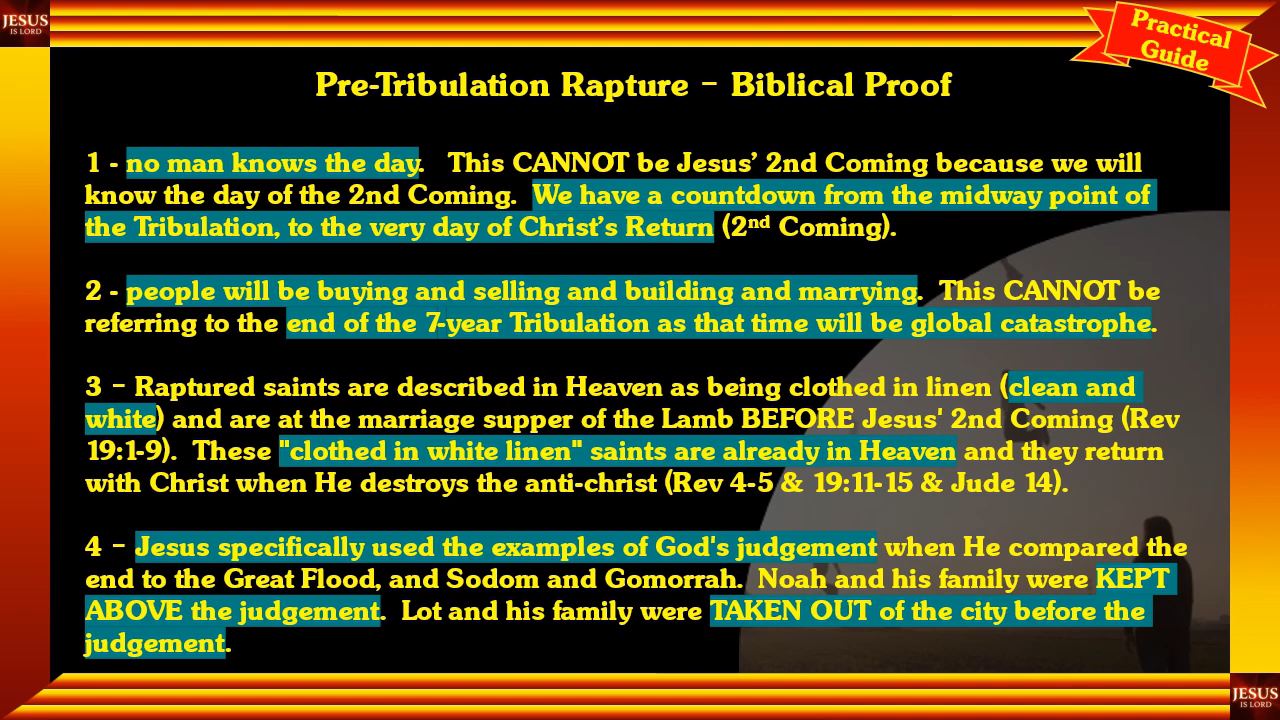 JESUS
IS LORD
Practical
Guide
Pre-Tribulation Rapture – Biblical Proof
1 - no man knows the day. This CANNOT be Jesus’ 2nd Coming because we will
know the day of the 2nd Coming. We have a countdown from the midway point of
the Tribulation, to the very day of Christ’s Return (2nd Coming).
2 - people will be buying and selling and building and marrying. This CANNOT be
referring to the end of the 7-year Tribulation as that time will be global catastrophe.
3 – Raptured saints are described in Heaven as being clothed in linen (clean and
white) and are at the marriage supper of the Lamb BEFORE Jesus' 2nd Coming (Rev
19:1-9). These "clothed in white linen" saints are already in Heaven and they return
with Christ when He destroys the anti-christ (Rev 4-5 & 19:11-15 & Jude 14).
4 – Jesus specifically used the examples of God's judgement when He compared the
end to the Great Flood, and Sodom and Gomorrah. Noah and his family were KEPT
ABOVE the judgement. Lot and his family were TAKEN OUT of the city before the
judgement.
JESUS
IS LORD